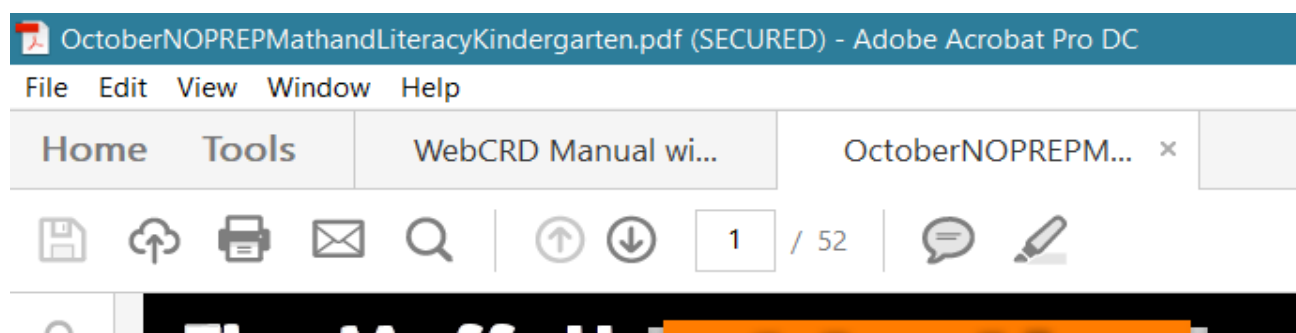 OctoberNOPREPMathandLiteracyKindergarten.pdf (SECURED) - Adobe Acrobat Pro DC
File Edit View Window Help
Home Tools WebCRD Manual wi... OctoberNOPREPM... ×
1 / 52